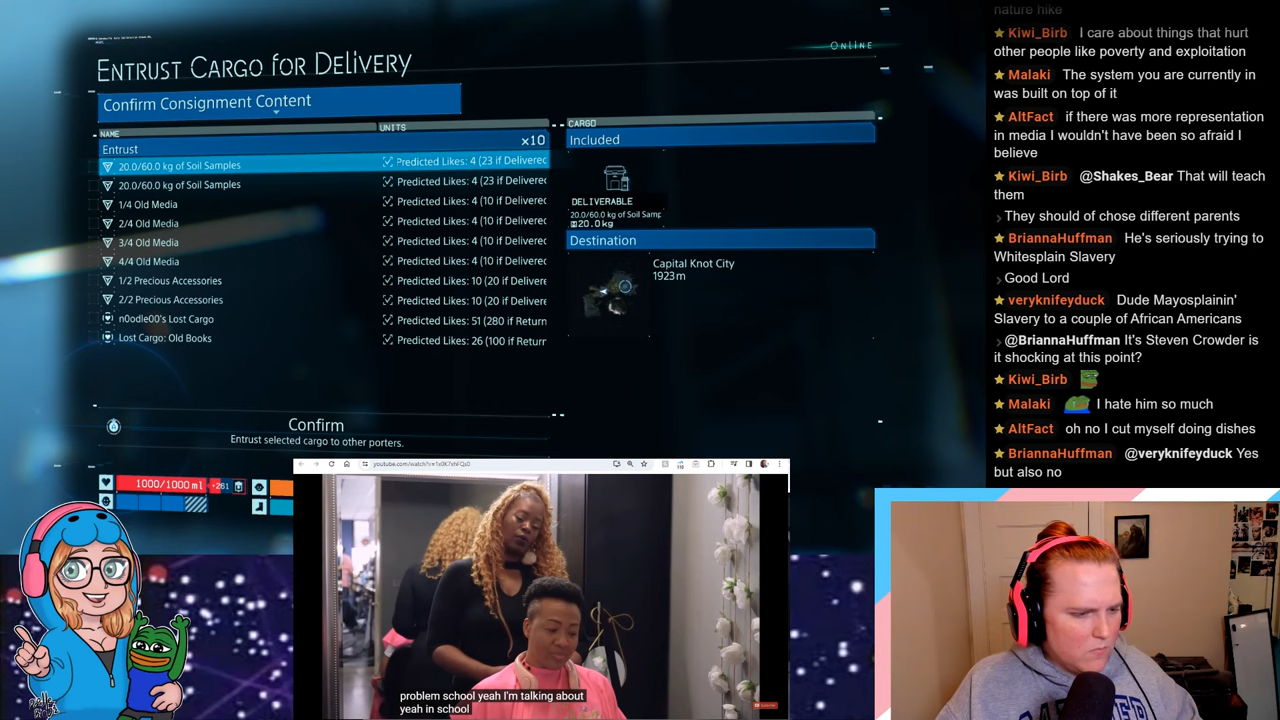 Entrust Cargo for Delivery
Online
Confirm Consignment Content
NAME
UNITS
Entrust
x10
20.0/60.0 kg of Soil Samples
Predicted Likes: 4 (23 if Delivered
20.0/60.0 kg of Soil Samples
Predicted Likes: 4 (23 if Deliverec
1/4 Old Media
Predicted Likes: 4 (10 if Deliverec
2/4 Old Media
Predicted Likes: 4 (10 if Deliverec
3/4 Old Media
Predicted Likes: 4 (10 if Deliverec
4/4 Old Media
Predicted Likes: 4 (10 if Deliverec
1/2 Precious Accessories
Predicted Likes: 10 (20 if Delivere
2/2 Precious Accessories
Predicted Likes: 10 (20 if Delivere
n0odle00's Lost Cargo
Predicted Likes: 51 (280 if Return
Lost Cargo: Old Books
Predicted Likes: 26 (100 if Return
CARGO
Included
DELIVERABLE
20.0/60.0 kg of Soil Samp
20.0 kg
Destination
Capital Knot City
1923m
Confirm
Entrust selected cargo to other porters.
1000/1000 ml
+261
problem school yeah I'm talking about
yeah in school
nature hike
Kiwi_Birb I care about things that hurt
other people like poverty and exploitation
Malaki The system you are currently in
was built on top of it
AltFact if there was more representation
in media I wouldn't have been so afraid I
believe
Kiwi_Birb @Shakes_Bear That will teach
them
They should of chose different parents
BriannaHuffman He's seriously trying to
Whitesplain Slavery
Good Lord
veryknifeyduck Dude Mayosplainin'
Slavery to a couple of African Americans
@BriannaHuffman It's Steven Crowder is
it shocking at this point?
Kiwi_Birb
Malaki I hate him so much
AltFact oh no I cut myself doing dishes
BriannaHuffman @veryknifeyduck Yes
but also no